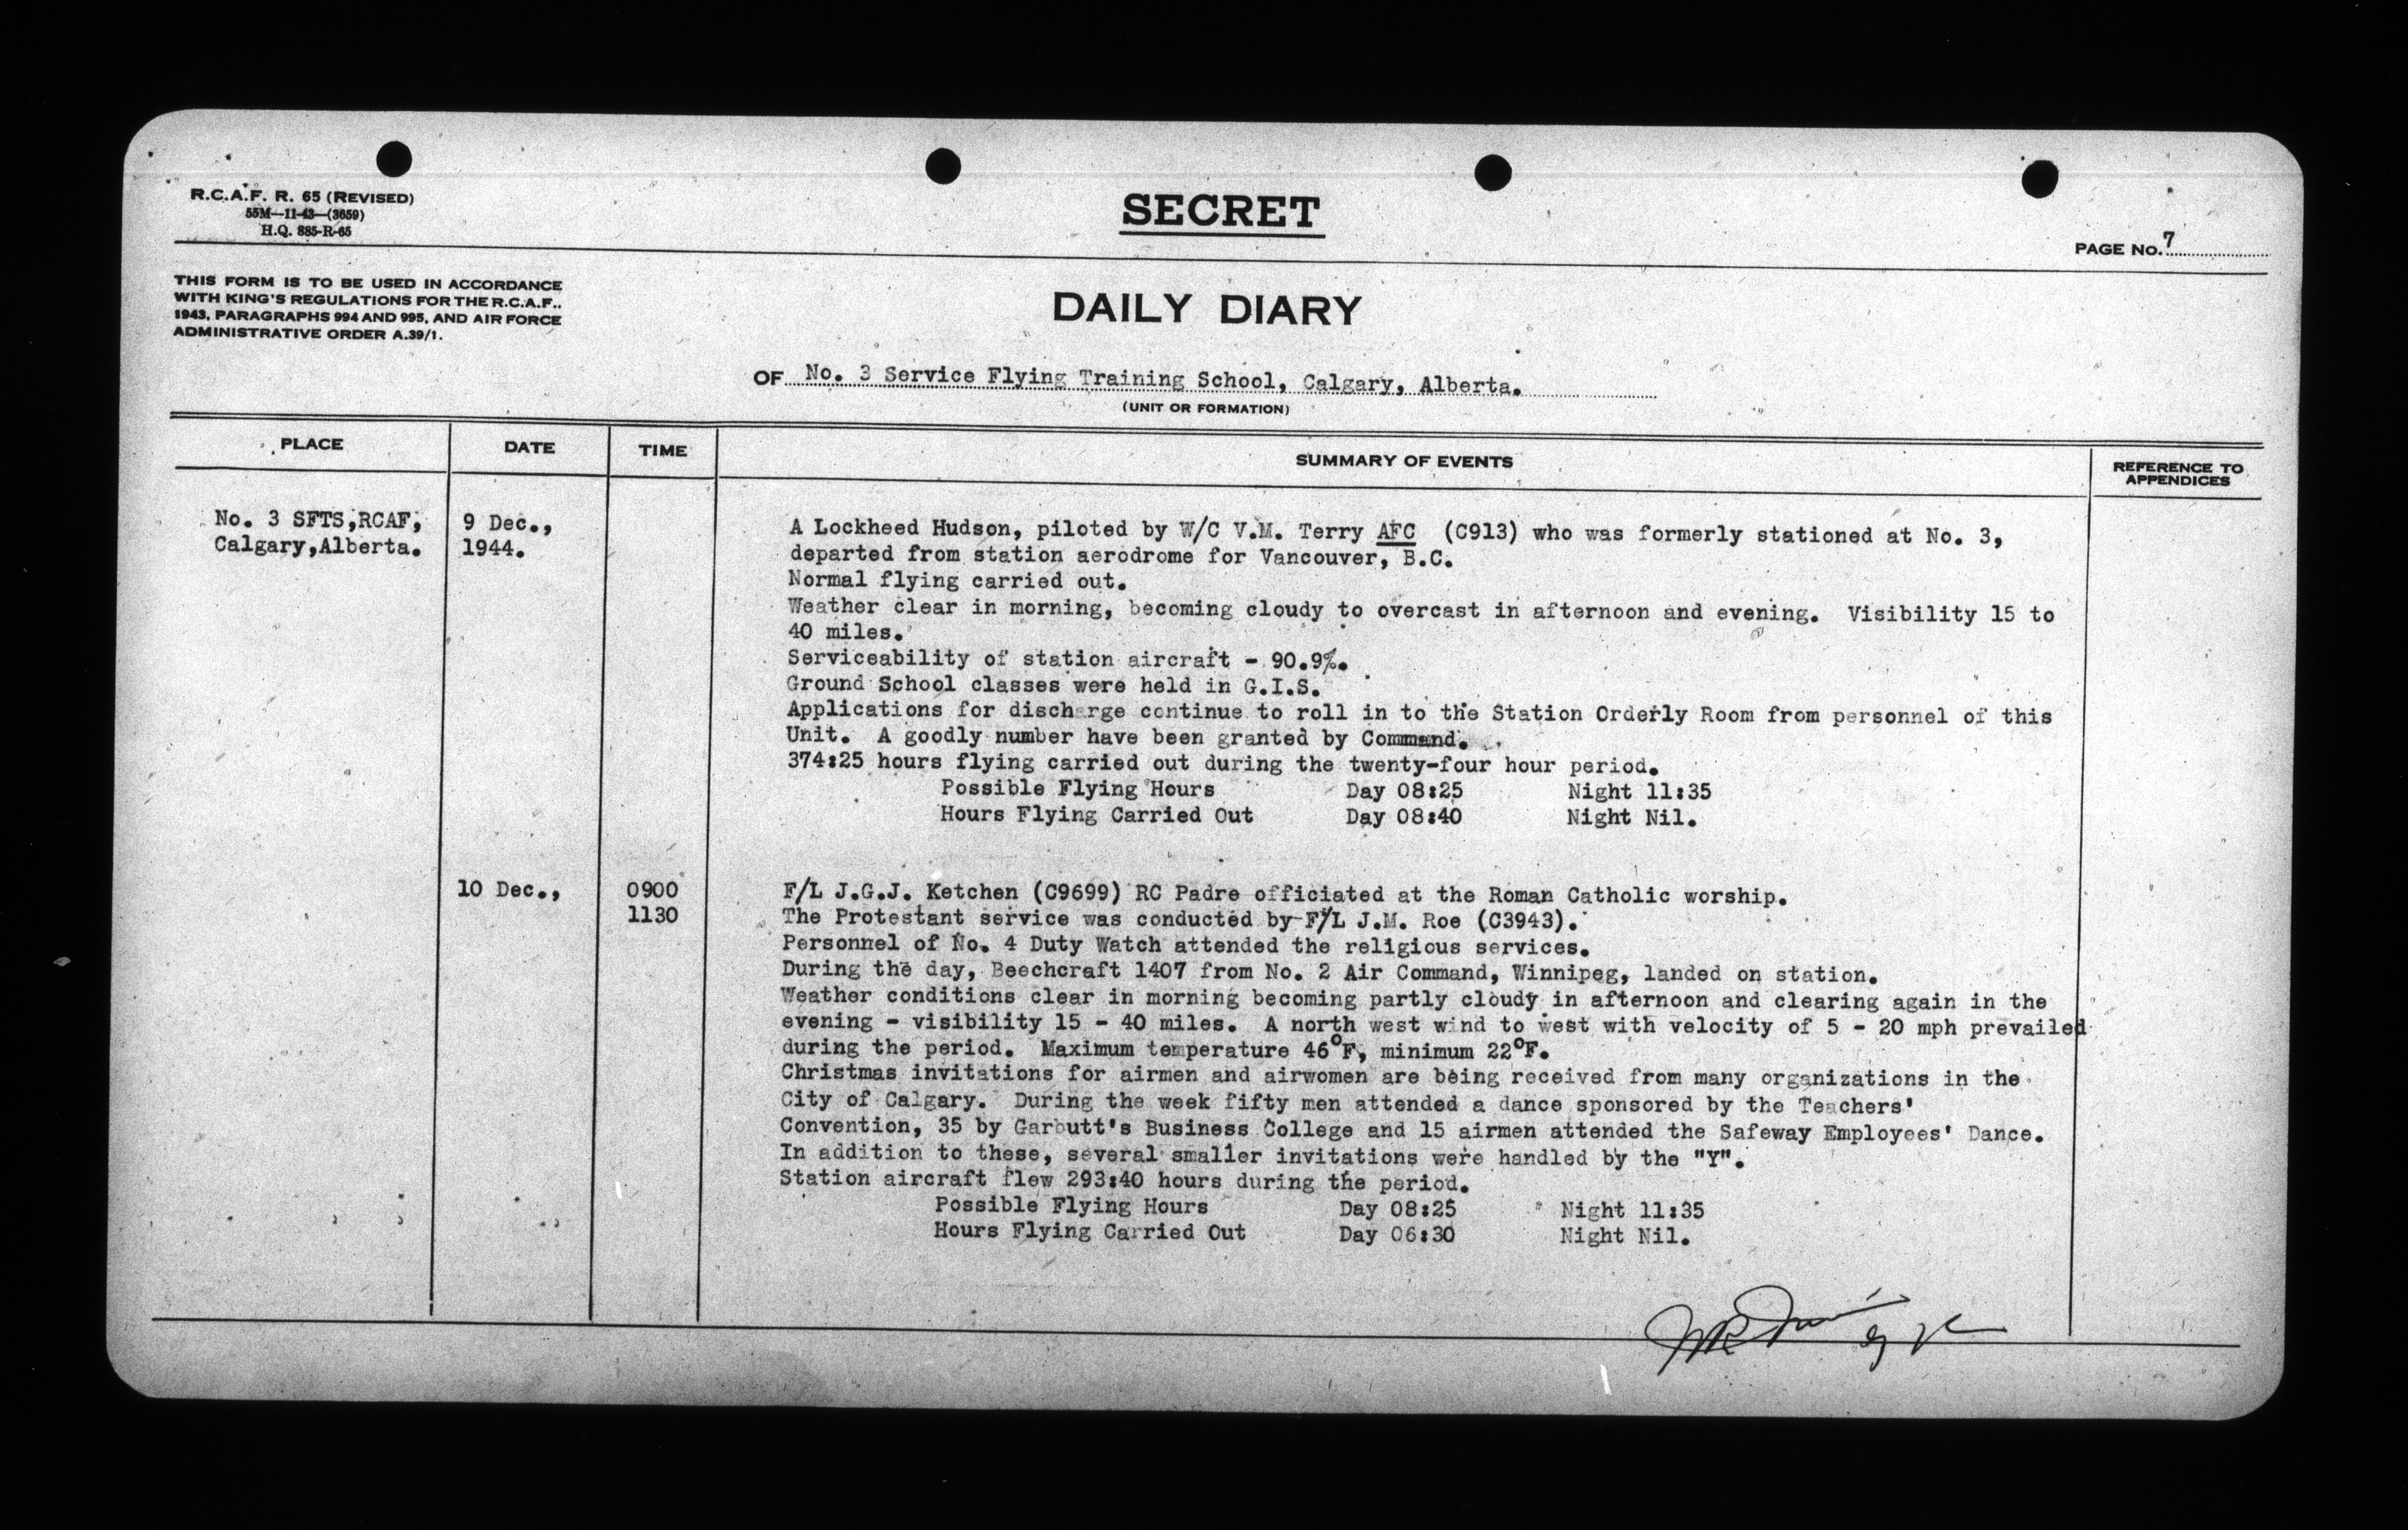 R.C.A.F. R. 65 (REVISED)
55M—11-43—(3659)
H.Q. 885-R-65
SECRET
PAGE No. 7
THIS FORM IS TO BE USED IN ACCORDANCE
WITH KING'S REGULATIONS FOR THE R.C.A.F.,
1943, PARAGRAPHS 994 AND 995, AND AIR FORCE
ADMINISTRATIVE ORDER A.39/1.
DAILY DIARY
OF No. 3 Service Flying Training School, Calgary, Alberta.
(UNIT OR FORMATION)
PLACE DATE TIME SUMMARY OF EVENTS REFERENCE TO APPENDICES
No. 3 SFTS,RCAF, 9 Dec., A Lockheed Hudson, piloted by W/C V.M. Terry AFC (C913) who was formerly stationed at No. 3,
Calgary,Alberta. 1944. departed from station aerodrome for Vancouver, B.C.
Normal flying carried out.
Weather clear in morning, becoming cloudy to overcast in afternoon and evening. Visibility 15 to
40 miles.
Serviceability of station aircraft - 90.9%.
Ground School classes were held in G.I.S.
Applications for discharge continue to roll in to the Station Orderly Room from personnel of this
Unit. A goodly number have been granted by Command.
374:25 hours flying carried out during the twenty-four hour period.
Possible Flying Hours Day 08:25 Night 11:35
Hours Flying Carried Out Day 08:40 Night Nil.
10 Dec., 0900 F/L J.G.J. Ketchen (C9699) RC Padre officiated at the Roman Catholic worship.
1130 The Protestant service was conducted by F/L J.M. Roe (C3943).
Personnel of No. 4 Duty Watch attended the religious services.
During the day, Beechcraft 1407 from No. 2 Air Command, Winnipeg, landed on station.
Weather conditions clear in morning becoming partly cloudy in afternoon and clearing again in the
evening - visibility 15 - 40 miles. A north west wind to west with velocity of 5 - 20 mph prevailed
during the period. Maximum temperature 46°F, minimum 22°F.
Christmas invitations for airmen and airwomen are being received from many organizations in the
City of Calgary. During the week fifty men attended a dance sponsored by the Teachers'
Convention, 35 by Garbutt's Business College and 15 airmen attended the Safeway Employees' Dance.
In addition to these, several smaller invitations were handled by the "Y".
Station aircraft flew 293:40 hours during the period.
Possible Flying Hours Day 08:25 Night 11:35
Hours Flying Carried Out Day 06:30 Night Nil.